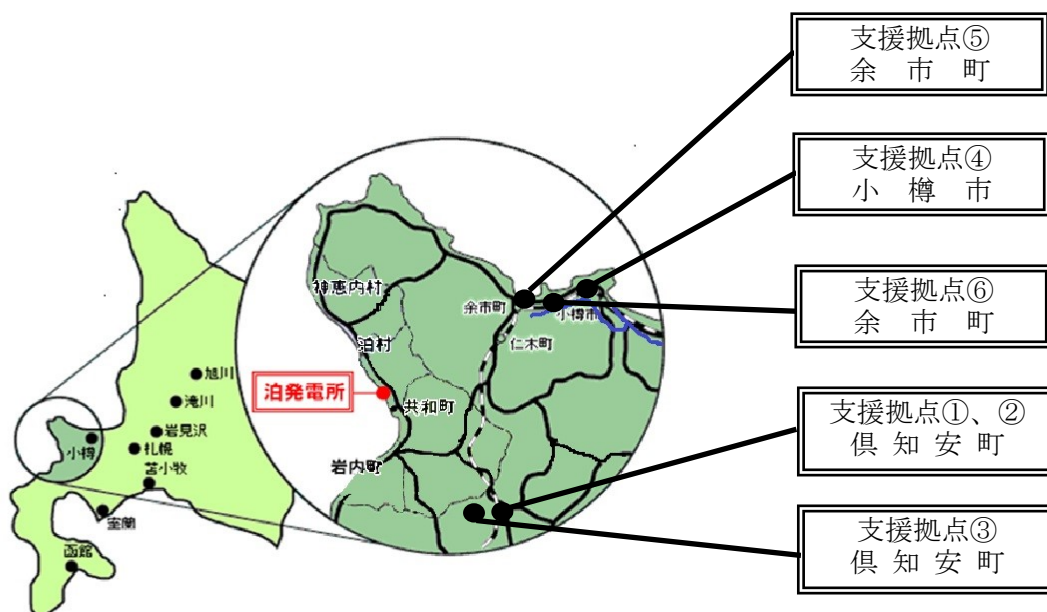 支援拠点⑤
余 市 町
支援拠点④
小 樽 市
支援拠点⑥
余 市 町
支援拠点①、②
倶 知 安 町
支援拠点③
倶 知 安 町
神恵内村
泊村
泊発電所
共和町
岩内町
余市町
小樽市
仁木町
旭川
滝川
岩見沢
札幌
小樽
苫小牧
室蘭
函館